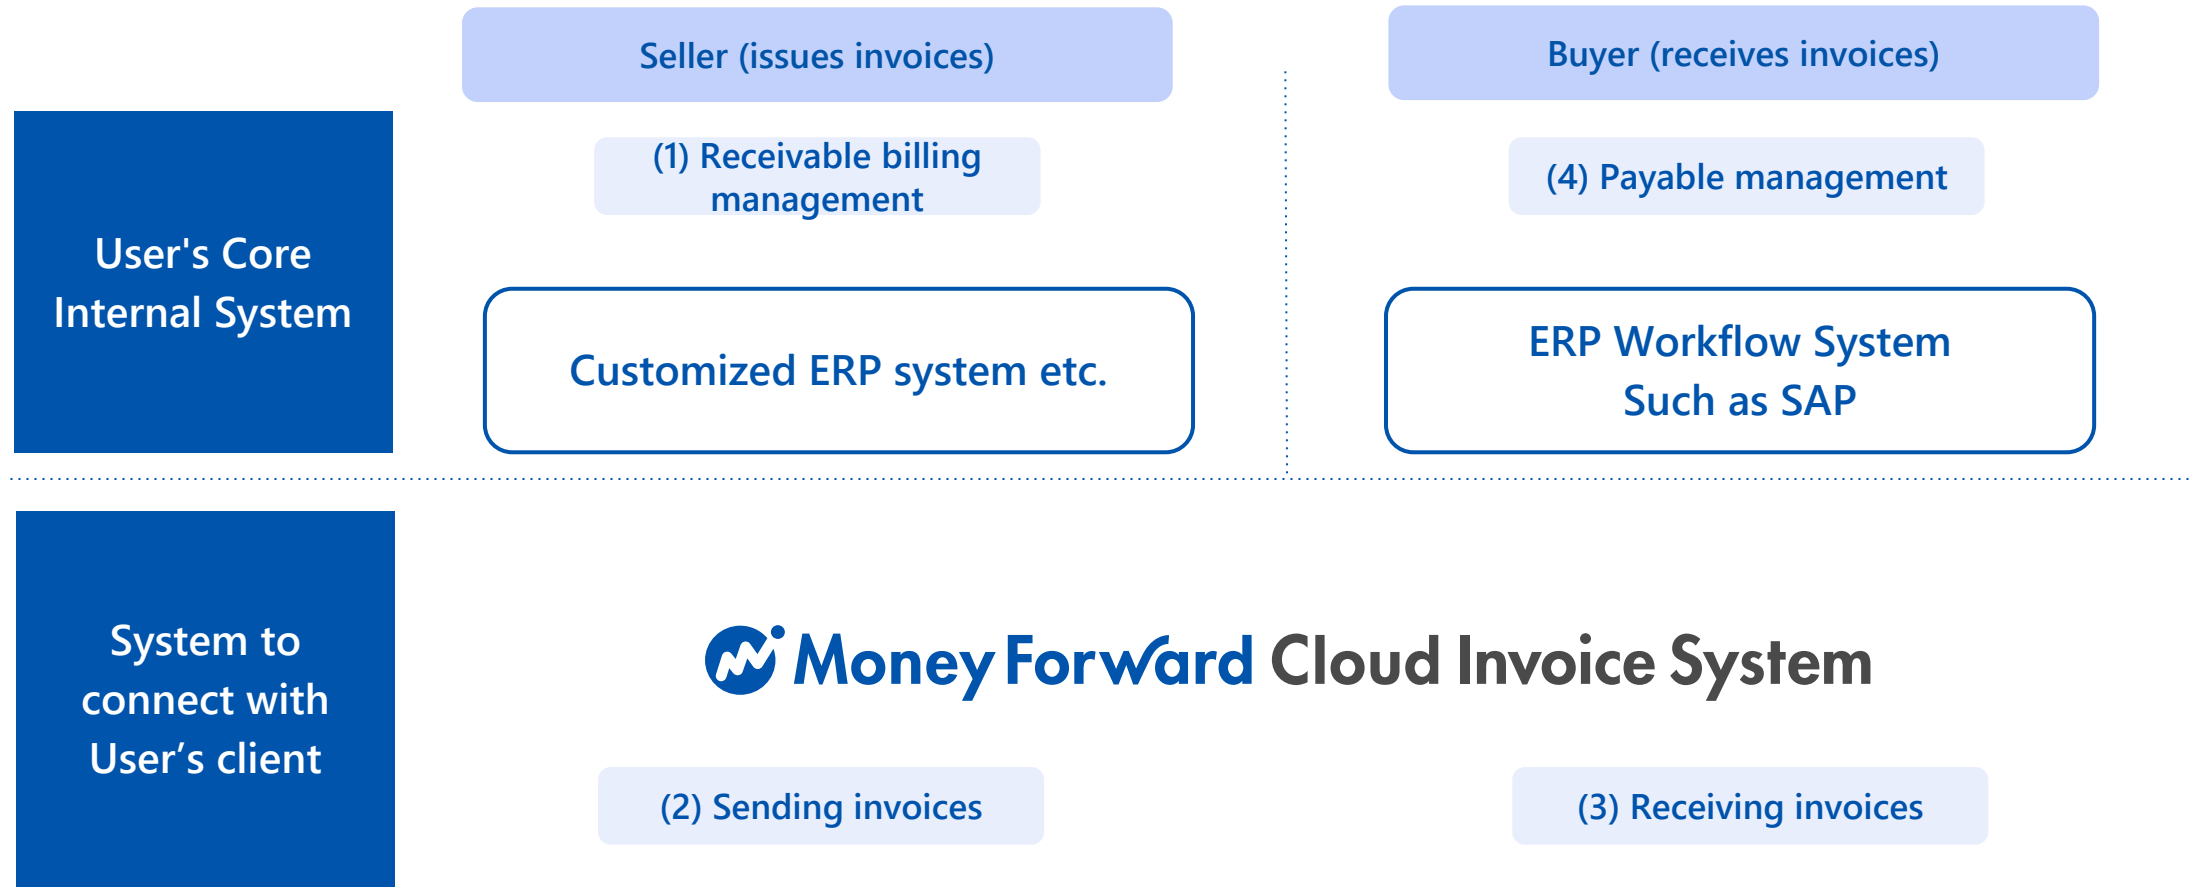 Seller (issues invoices)
Buyer (receives invoices)
User's Core
Internal System
(1) Receivable billing
management
(4) Payable management
Customized ERP system etc.
ERP Workflow System
Such as SAP
System to
connect with
User’s client
Money Forward Cloud Invoice System
(2) Sending invoices
(3) Receiving invoices